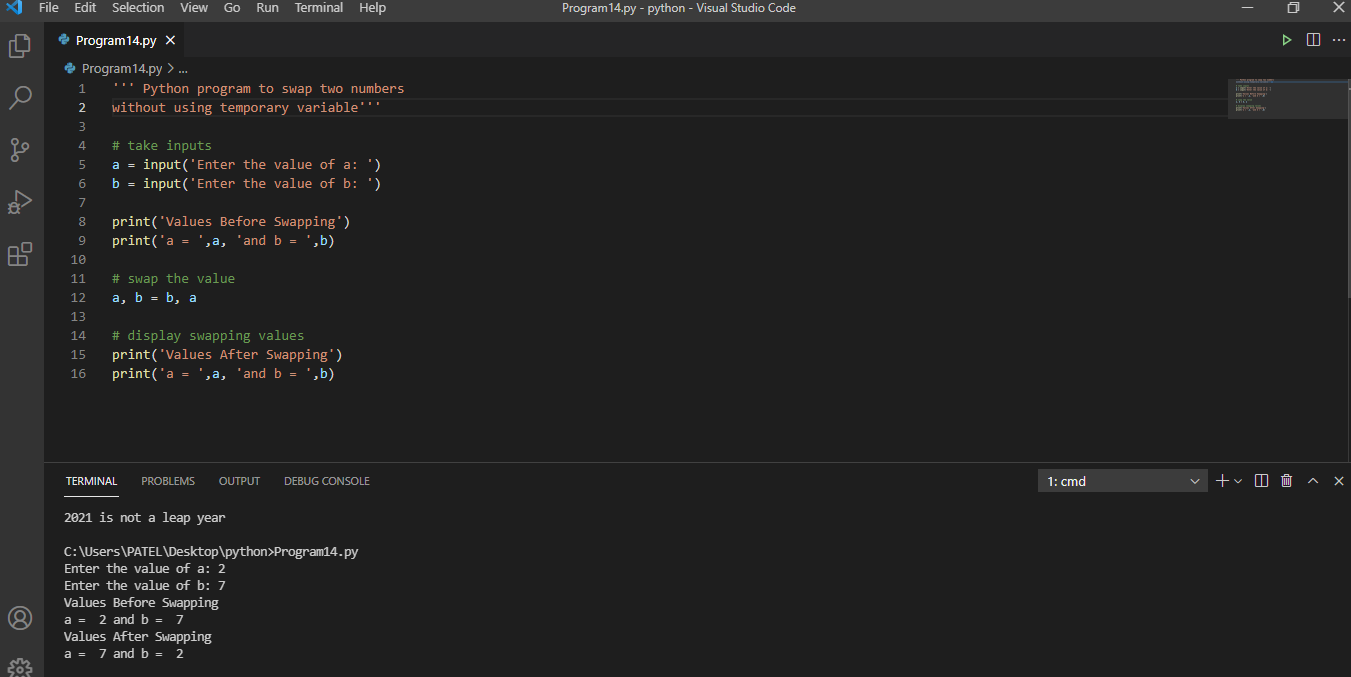 File Edit Selection View Go Run Terminal Help Program14.py - python - Visual Studio Code
Program14.py
Program14.py > ...
1 ''' Python program to swap two numbers
2 without using temporary variable'''
3
4 # take inputs
5 a = input('Enter the value of a: ')
6 b = input('Enter the value of b: ')
7
8 print('Values Before Swapping')
9 print('a = ',a, 'and b = ',b)
10
11 # swap the value
12 a, b = b, a
13
14 # display swapping values
15 print('Values After Swapping')
16 print('a = ',a, 'and b = ',b)
TERMINAL PROBLEMS OUTPUT DEBUG CONSOLE 1: cmd
2021 is not a leap year
C:\Users\PATEL\Desktop\python>Program14.py
Enter the value of a: 2
Enter the value of b: 7
Values Before Swapping
a =  2 and b =  7
Values After Swapping
a =  7 and b =  2